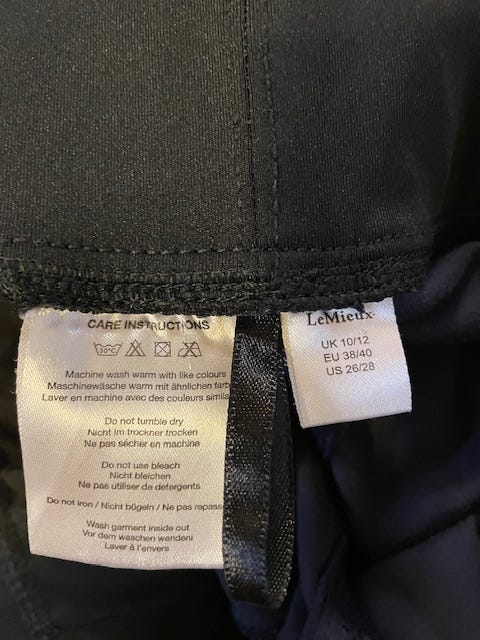 CARE INSTRUCTIONS
30°C
Machine wash warm with like colours
Maschinenwäsche warm mit ähnlichen farb
Laver en machine avec des couleurs simila
Do not tumble dry
Nicht im trockner trocken
Ne pas sécher en machine
Do not use bleach
Nicht bleichen
Ne pas utiliser de detergents
Do not iron / Nicht bügeln / Ne pas repass
Wash garment inside out
Vor dem waschen wenden
Laver à l'envers
LeMieux
UK 10/12
EU 38/40
US 26/28